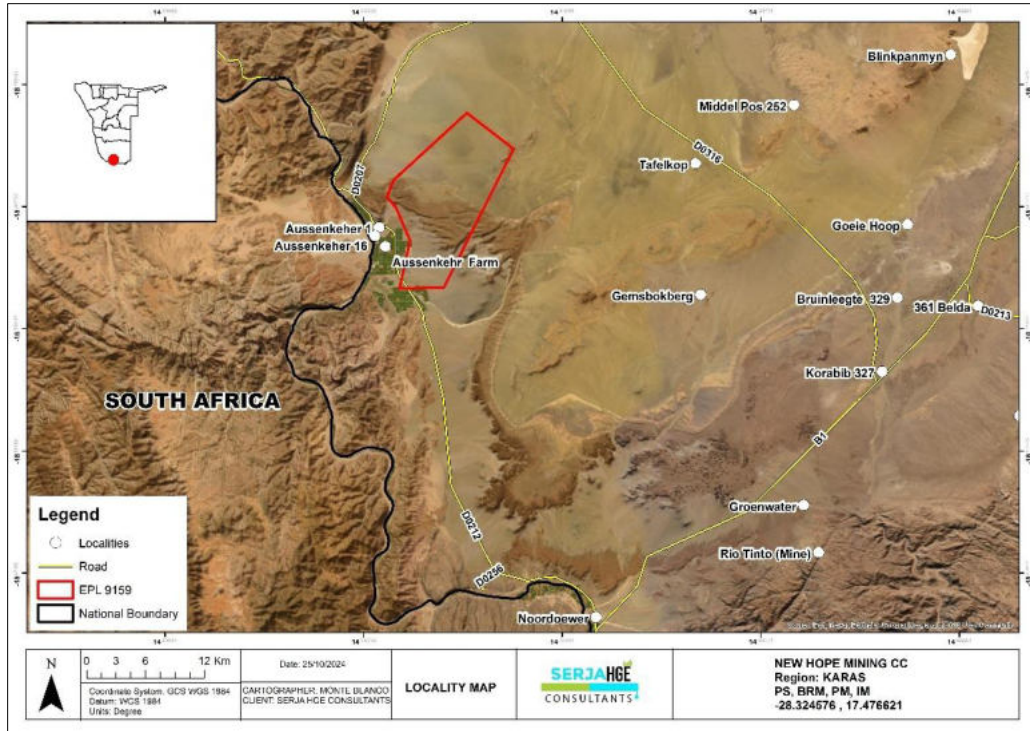 Blinkpanmyn
Middel Pos 252
D0316
Tafelkop
D0207
Goeie Hoop
Aussenkeher 1
Aussenkeher 16
Aussenkehr Farm
Gemsbokberg
Bruinleegte 329
361 Belda
D0213
Korabib 327
SOUTH AFRICA
B1
Groenwater
D0212
Rio Tinto (Mine)
D0256
Noordoewer
Legend
Localities
Road
EPL 9159
National Boundary
N
0 3 6 12 Km
Coordinate System: GCS WGS 1984
Datum: WGS 1984
Units: Degree
Date: 25/10/2024
CARTOGRAPHER: MONTE BLANCO
CLIENT: SERJA HGE CONSULTANTS
LOCALITY MAP
SERJA HGE
CONSULTANTS
NEW HOPE MINING CC
Region: KARAS
PS, BRM, PM, IM
-28.324576 , 17.476621